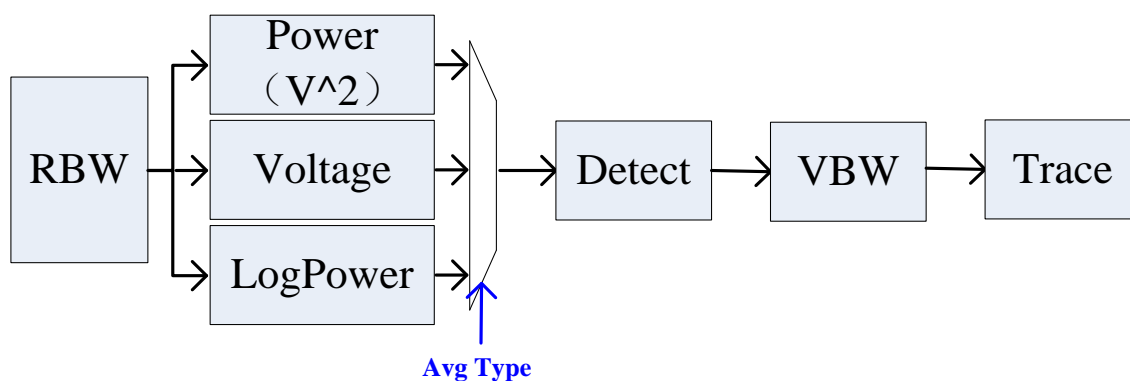 RBW
Power
（V^2）
Voltage
LogPower
Detect
VBW
Trace
Avg Type